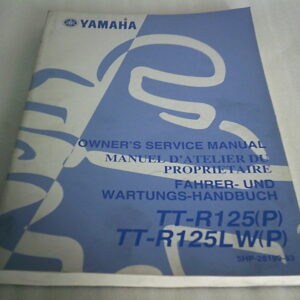 YAMAHA
OWNER'S SERVICE MANUAL
MANUEL D'ATELIER DU
PROPRIETAIRE
FAHRER- UND
WARTUNGS-HANDBUCH
TT-R125(P)
TT-R125LW(P)